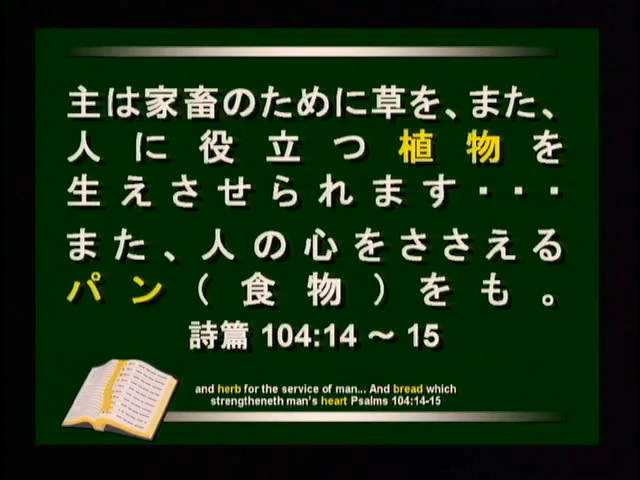 主は家畜のために草を、また、
人に役立つ植物を
生えさせられます・・・
また、人の心をささえる
パン(食物)をも。
詩篇 104:14 ～ 15
and herb for the service of man... And bread which
strengtheneth man's heart Psalms 104:14-15